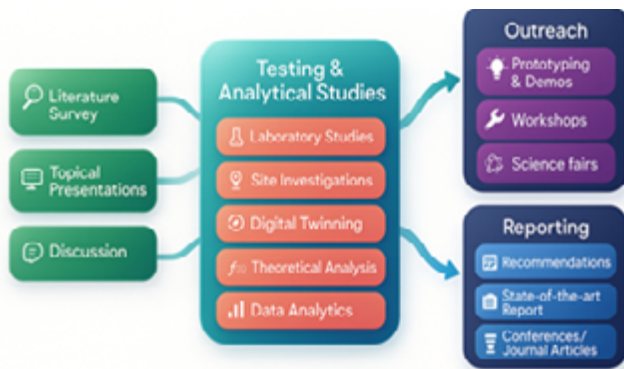 Literature
Survey
Topical
Presentations
Discussion
Testing &
Analytical Studies
Laboratory Studies
Site Investigations
Digital Twinning
Theoretical Analysis
Data Analytics
Outreach
Prototyping
& Demos
Workshops
Science fairs
Reporting
Recommendations
State-of-the-art
Report
Conferences/
Journal Articles